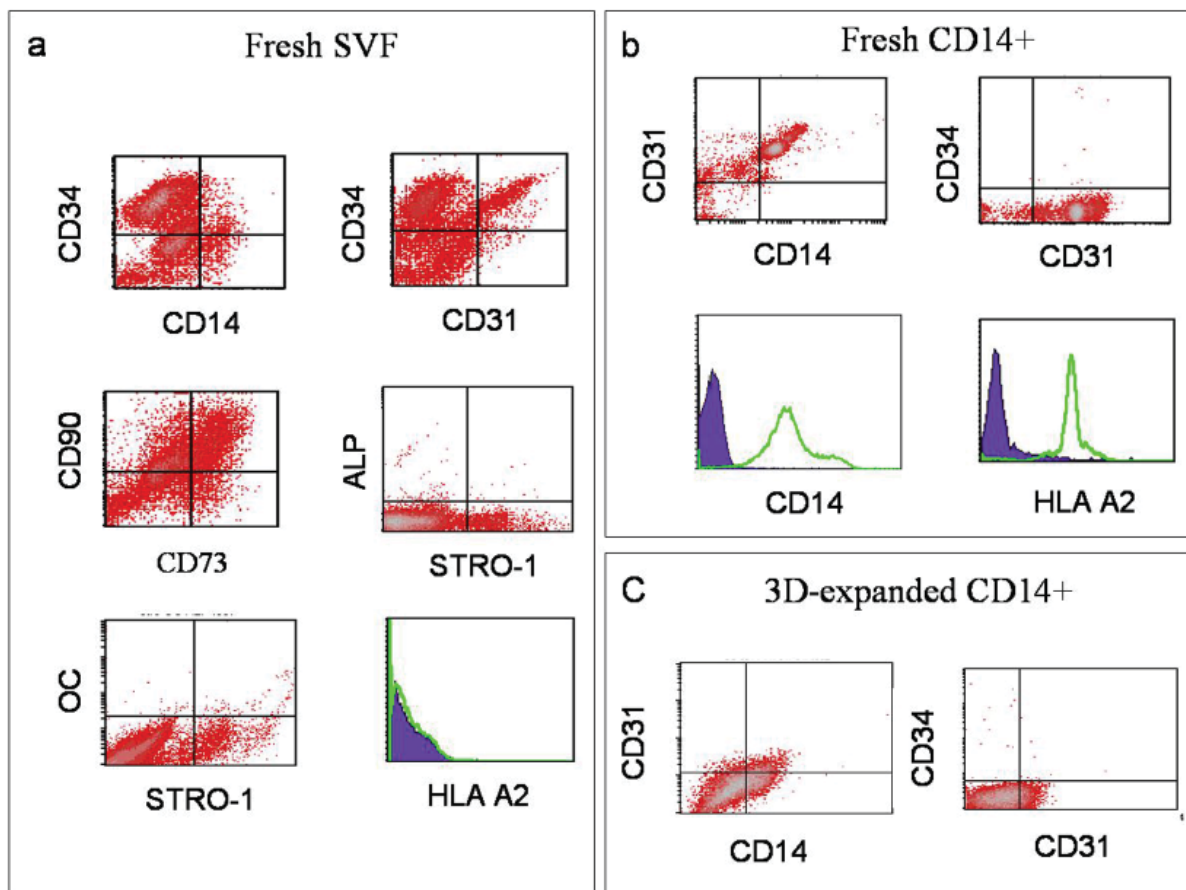 a
Fresh SVF
CD34
CD14
CD34
CD31
CD90
CD73
ALP
STRO-1
OC
STRO-1
HLA A2
b
Fresh CD14+
CD31
CD14
CD34
CD31
CD14
HLA A2
C
3D-expanded CD14+
CD31
CD14
CD34
CD31